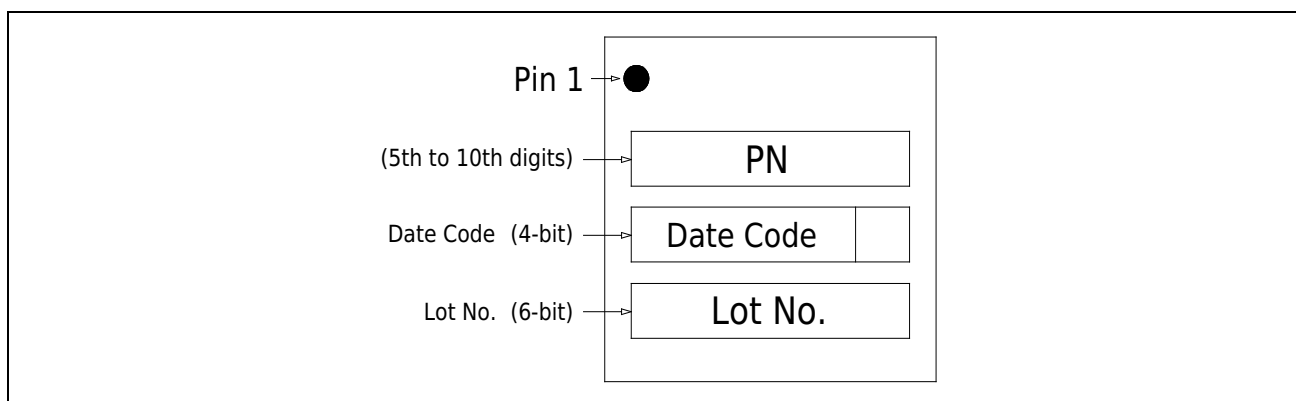 Pin 1
(5th to 10th digits) PN
Date Code (4-bit) Date Code
Lot No. (6-bit) Lot No.